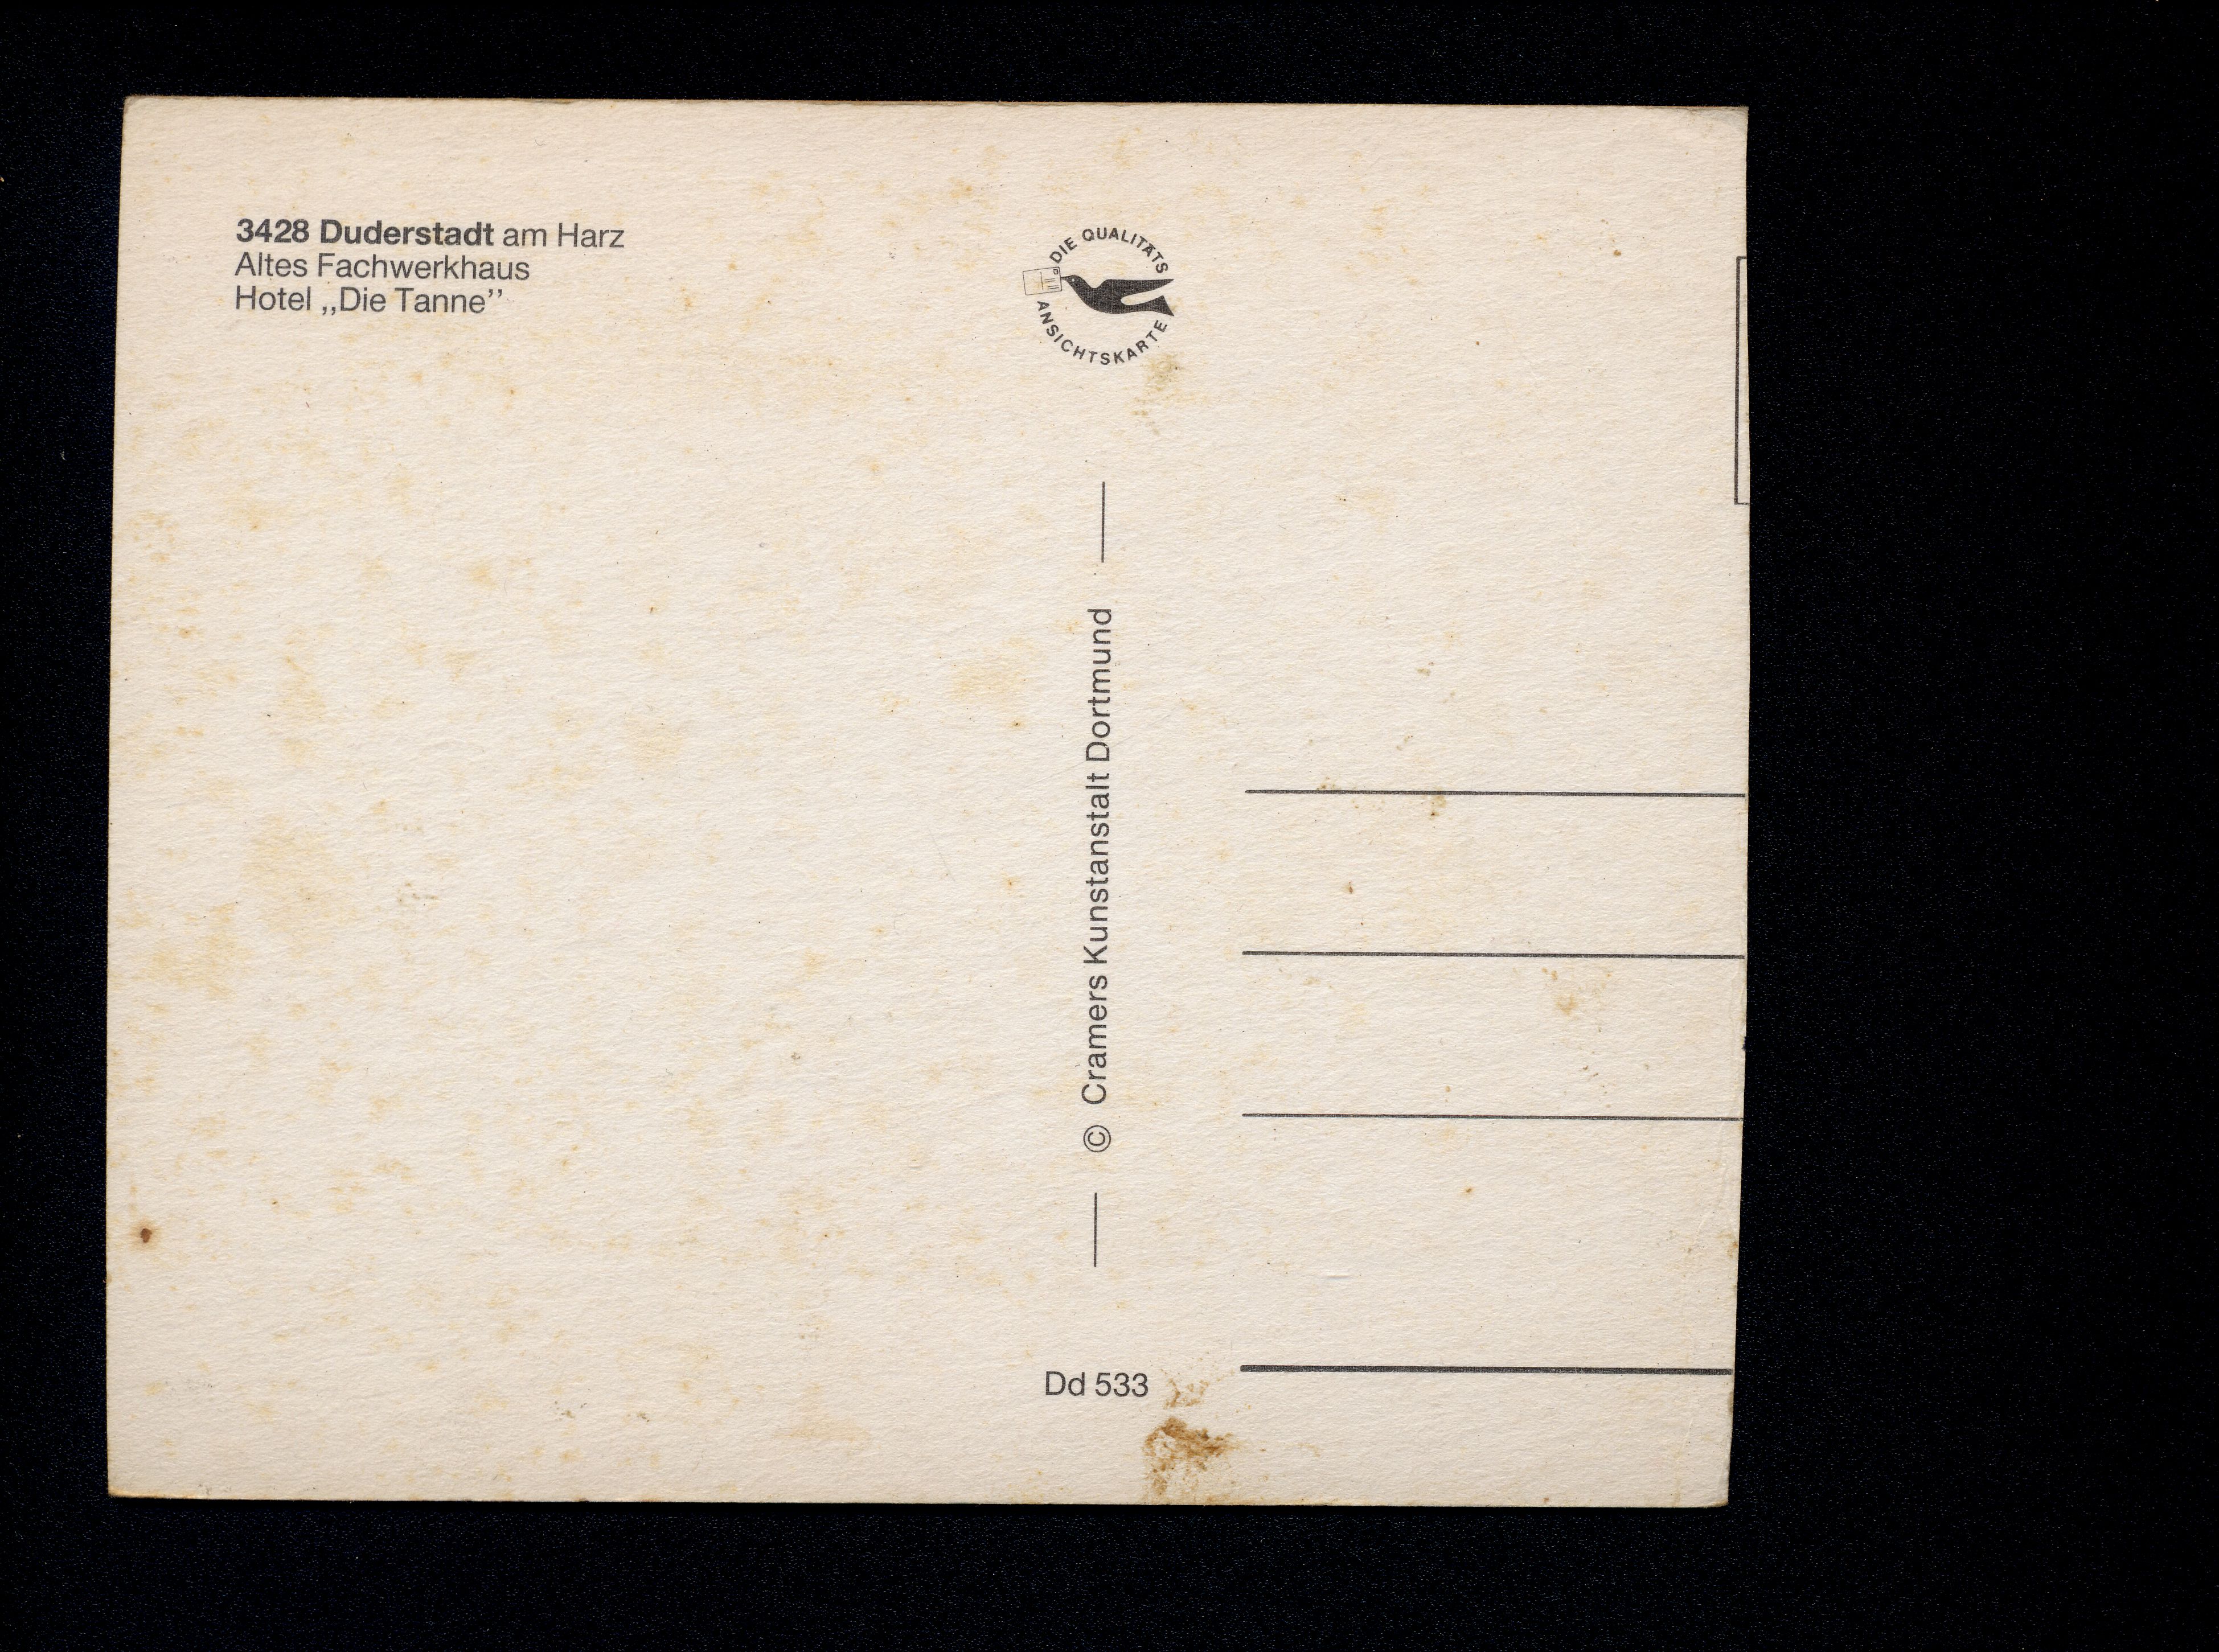 3428 Duderstadt am Harz
Altes Fachwerkhaus
Hotel ,,Die Tanne’’
DIE QUALITÄTS
ANSICHTSKARTE
© Cramers Kunstanstalt Dortmund
Dd 533